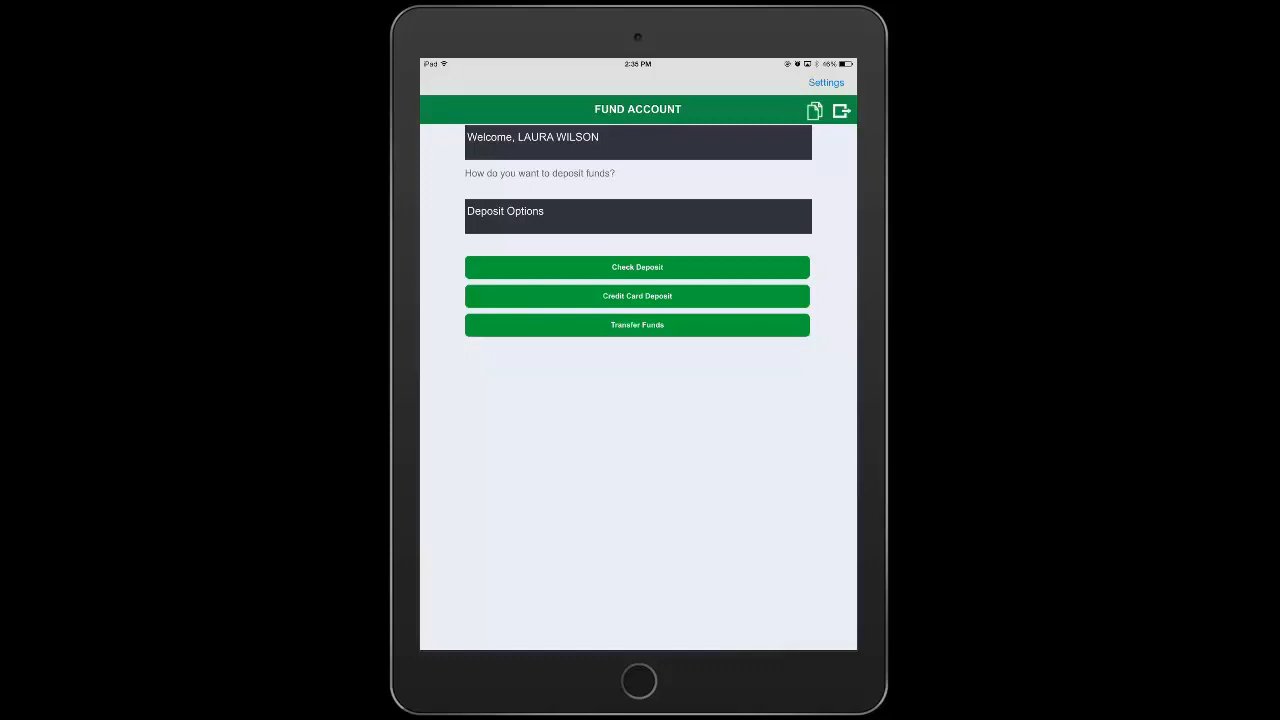 iPad
2:35 PM
46%
Settings
FUND ACCOUNT
Welcome, LAURA WILSON
How do you want to deposit funds?
Deposit Options
Check Deposit
Credit Card Deposit
Transfer Funds